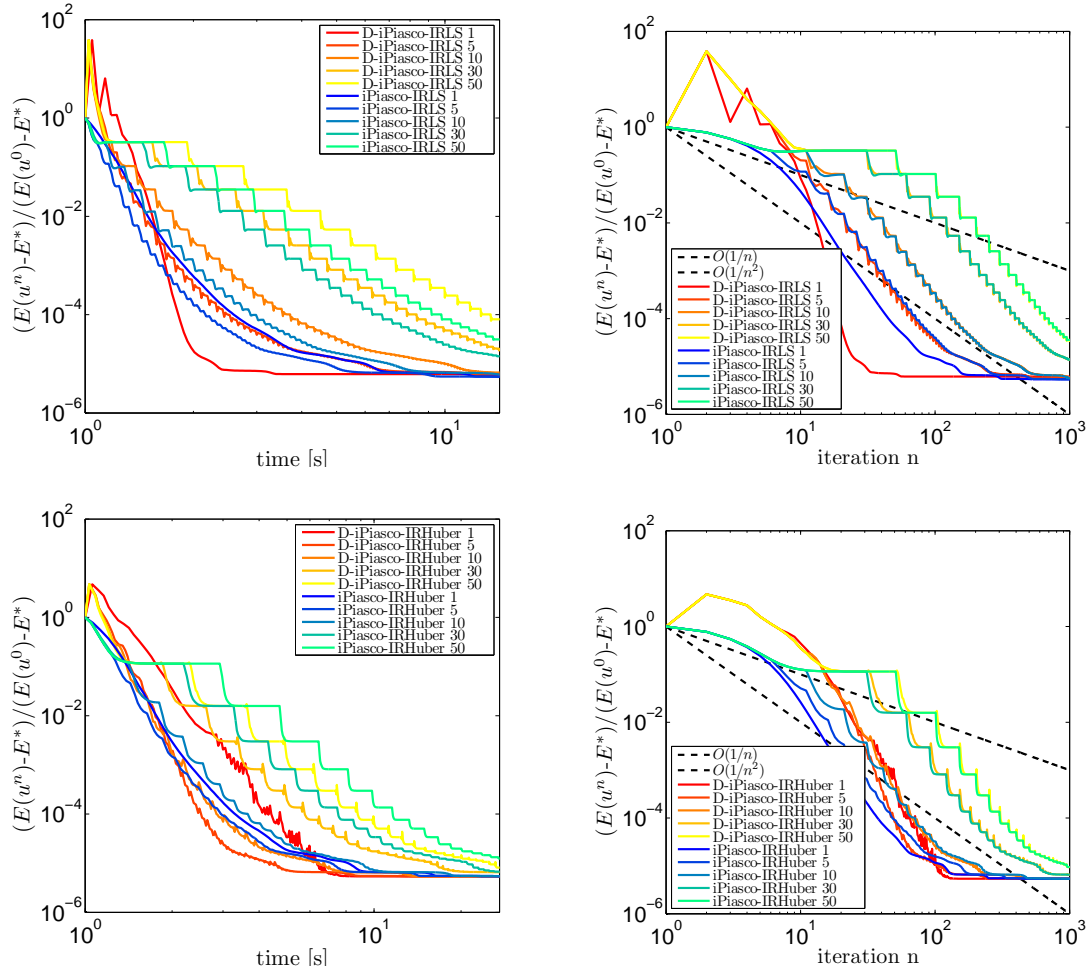 10^2
10^0
10^-2
10^-4
10^-6
(E(u^n)-E*)/(E(u^0)-E*)
D-iPiasco-IRLS 1
D-iPiasco-IRLS 5
D-iPiasco-IRLS 10
D-iPiasco-IRLS 30
D-iPiasco-IRLS 50
iPiasco-IRLS 1
iPiasco-IRLS 5
iPiasco-IRLS 10
iPiasco-IRLS 30
iPiasco-IRLS 50
10^0
10^1
time [s]
10^2
10^0
10^-2
10^-4
10^-6
(E(u^n)-E*)/(E(u^0)-E*)
O(1/n)
O(1/n^2)
D-iPiasco-IRLS 1
D-iPiasco-IRLS 5
D-iPiasco-IRLS 10
D-iPiasco-IRLS 30
D-iPiasco-IRLS 50
iPiasco-IRLS 1
iPiasco-IRLS 5
iPiasco-IRLS 10
iPiasco-IRLS 30
iPiasco-IRLS 50
10^0
10^1
10^2
10^3
iteration n
10^2
10^0
10^-2
10^-4
10^-6
(E(u^n)-E*)/(E(u^0)-E*)
D-iPiasco-IRHuber 1
D-iPiasco-IRHuber 5
D-iPiasco-IRHuber 10
D-iPiasco-IRHuber 30
D-iPiasco-IRHuber 50
iPiasco-IRHuber 1
iPiasco-IRHuber 5
iPiasco-IRHuber 10
iPiasco-IRHuber 30
iPiasco-IRHuber 50
10^0
10^1
time [s]
10^2
10^0
10^-2
10^-4
10^-6
(E(u^n)-E*)/(E(u^0)-E*)
O(1/n)
O(1/n^2)
D-iPiasco-IRHuber 1
D-iPiasco-IRHuber 5
D-iPiasco-IRHuber 10
D-iPiasco-IRHuber 30
D-iPiasco-IRHuber 50
iPiasco-IRHuber 1
iPiasco-IRHuber 5
iPiasco-IRHuber 10
iPiasco-IRHuber 30
iPiasco-IRHuber 50
10^0
10^1
10^2
10^3
iteration n